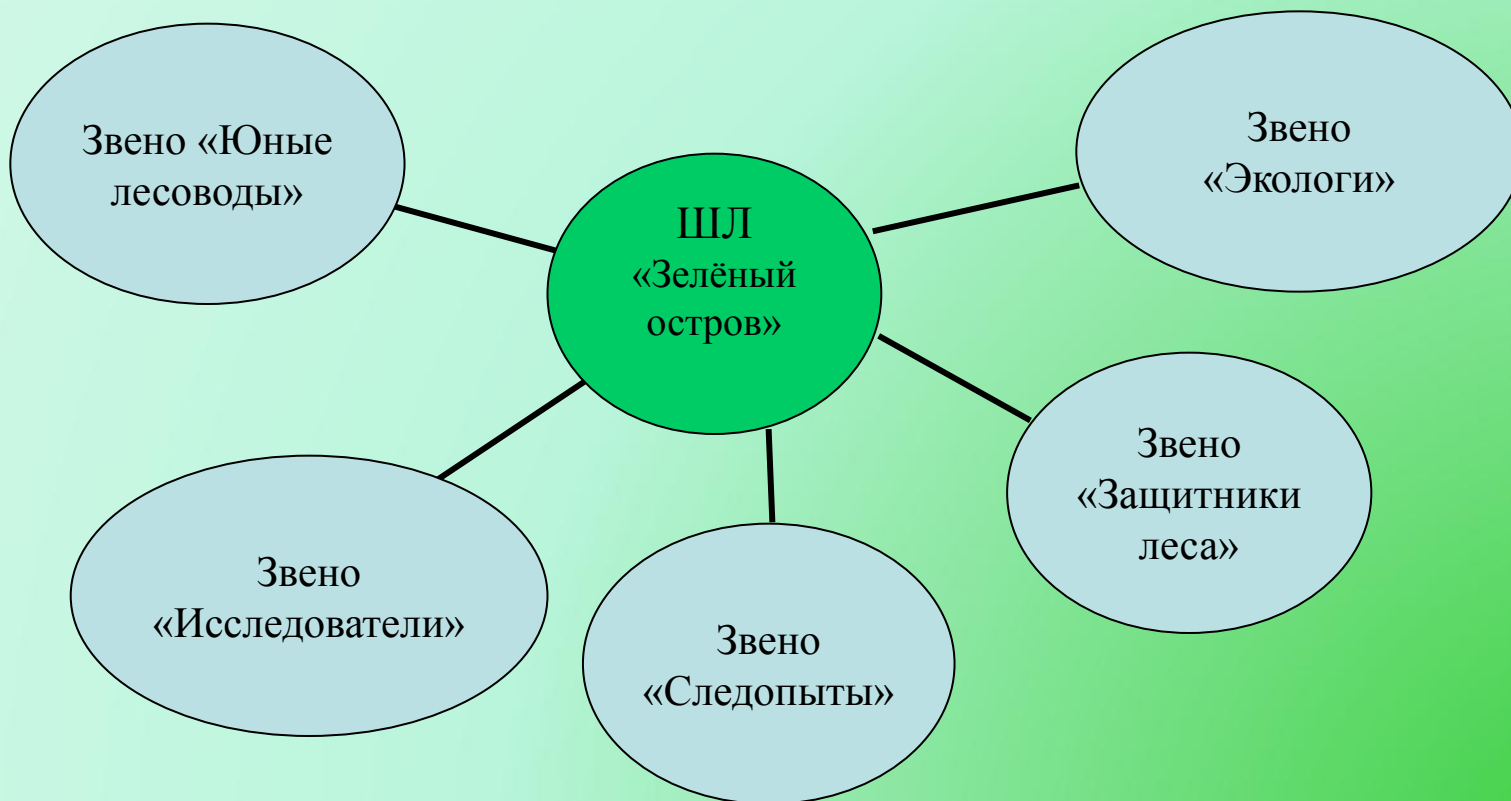 Звено «Юные
лесоводы»
ШЛ
«Зелёный
остров»
Звено
«Экологи»
Звено
«Защитники
леса»
Звено
«Исследователи»
Звено
«Следопыты»